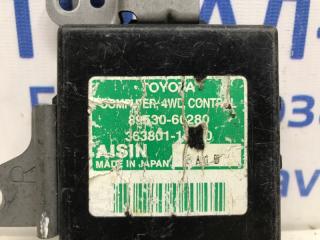 TOYOTA
COMPUTER, 4WD, CONTROL
89530-60280
363801-1
AISIN
MADE IN JAPAN